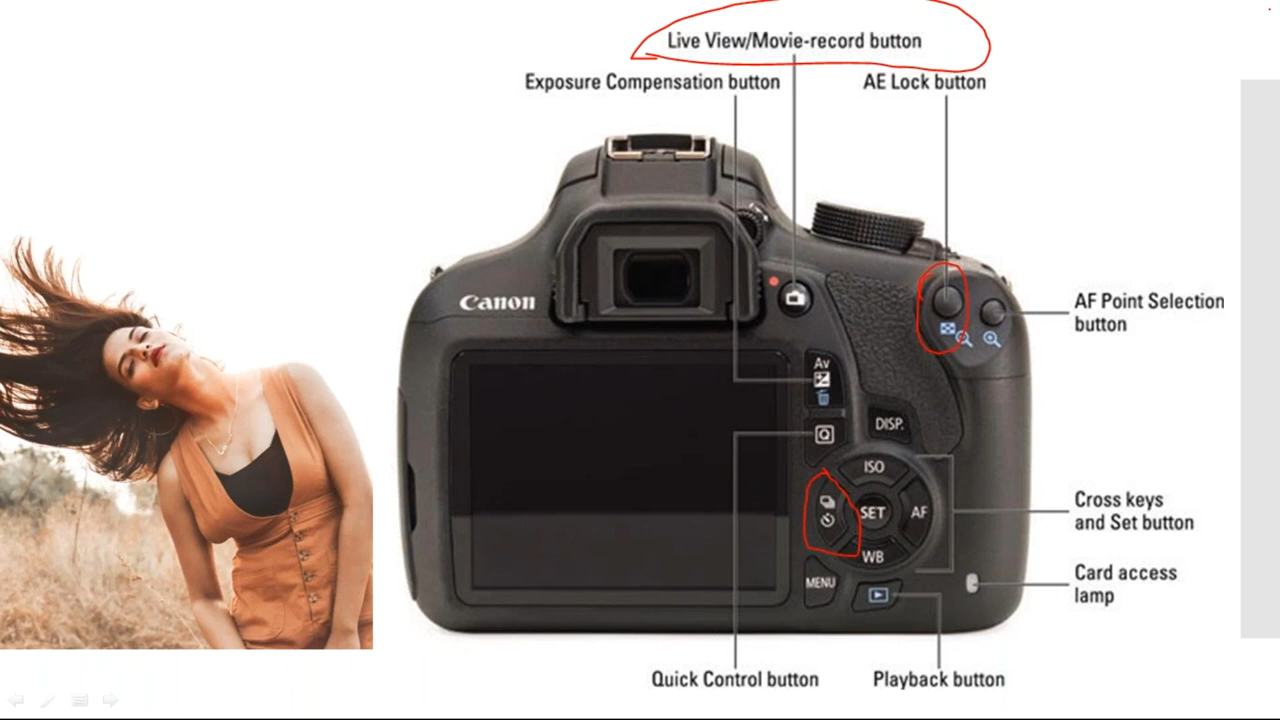 Live View/Movie-record button
Exposure Compensation button
AE Lock button
Canon
AF Point Selection
button
Av
Q
DISP.
ISO
SET
AF
WB
MENU
Cross keys
and Set button
Card access
lamp
Quick Control button
Playback button